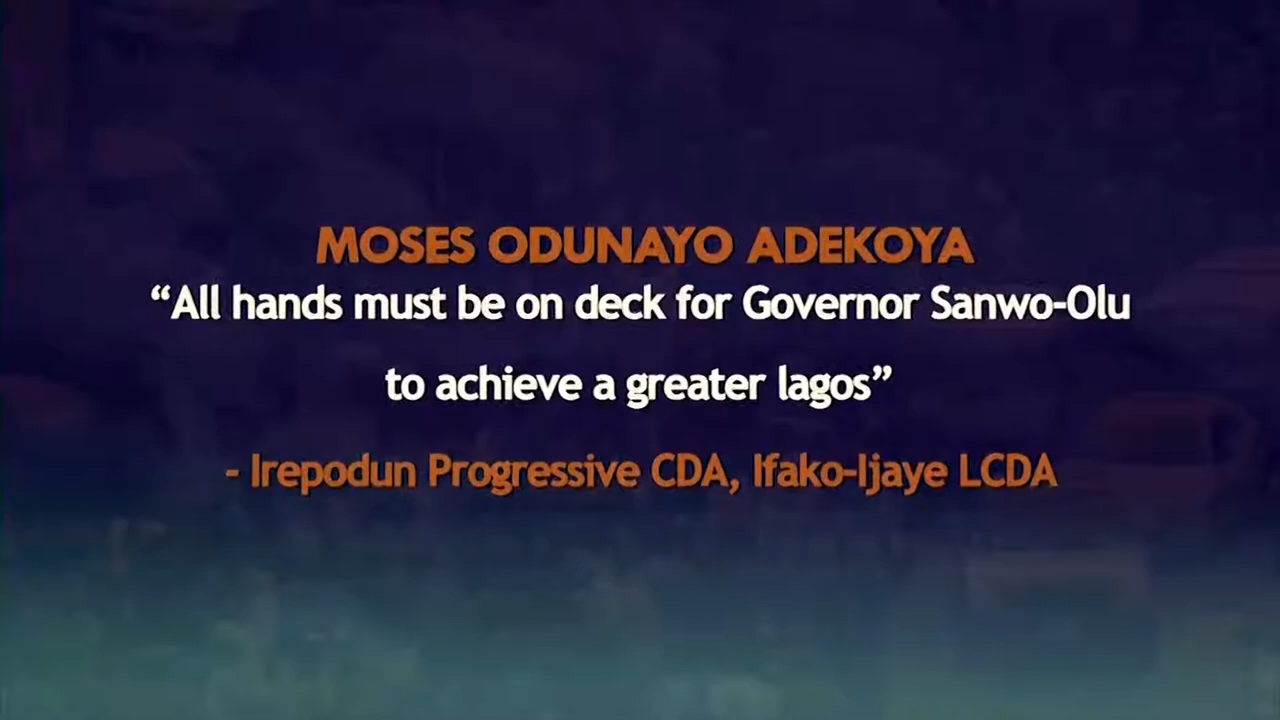 MOSES ODUNAYO ADEKOYA
“All hands must be on deck for Governor Sanwo-Olu
to achieve a greater lagos”
- Irepodun Progressive CDA, Ifako-Ijaye LCDA